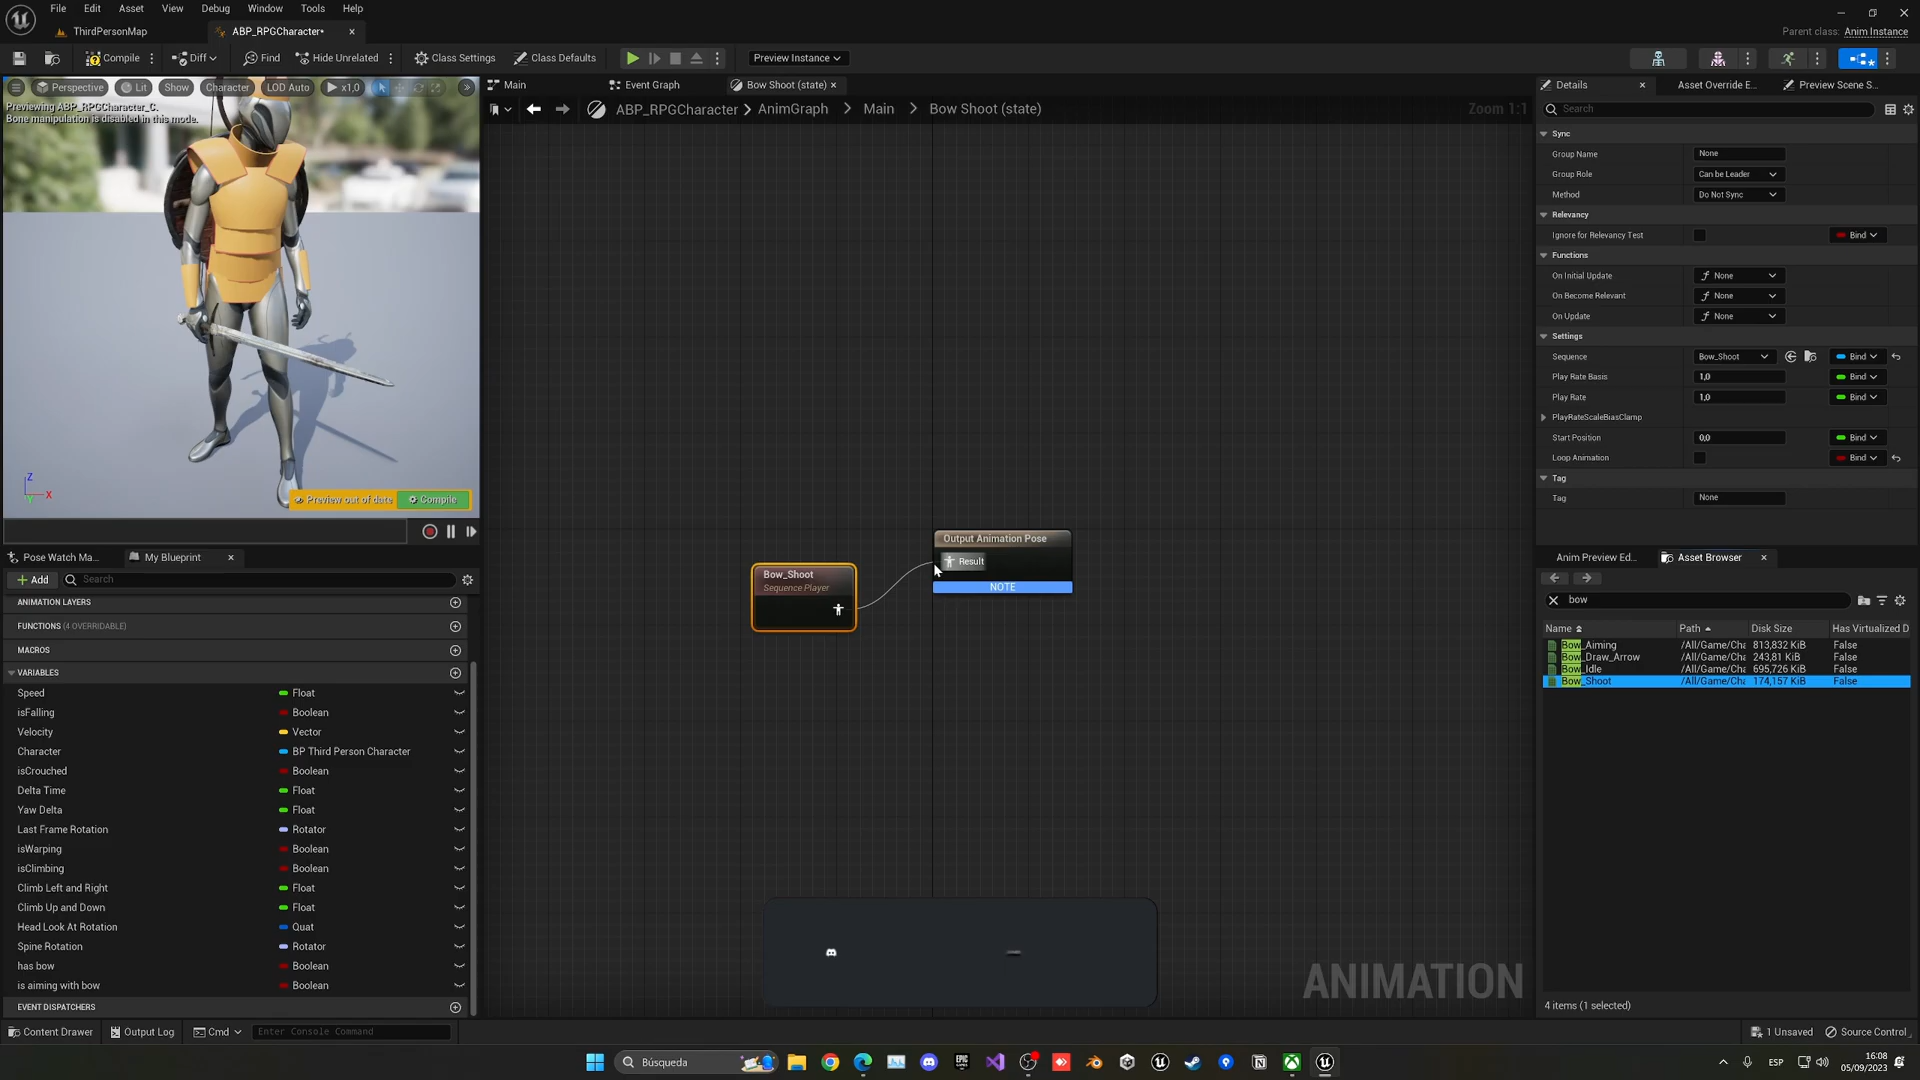 File Edit Asset View Debug Window Tools Help
ThirdPersonMap
ABP_RPGCharacter*
Parent class: Anim Instance
Compile
Diff
Find
Hide Unrelated
Class Settings
Class Defaults
Preview Instance
Perspective
Lit
Show
Character
LOD Auto
x1,0
Previewing ABP_RPGCharacter_C.
Bone manipulation is disabled in this mode.
Z
Y
X
Preview out of date
Compile
Main
Event Graph
Bow Shoot (state)
ABP_RPGCharacter > AnimGraph > Main > Bow Shoot (state)
Zoom 1:1
Bow_Shoot
Sequence Player
Output Animation Pose
Result
NOTE
ANIMATION
Pose Watch Ma...
My Blueprint
Add
Search
ANIMATION LAYERS
FUNCTIONS (4 OVERRIDABLE)
MACROS
VARIABLES
Speed Float
isFalling Boolean
Velocity Vector
Character BP Third Person Character
isCrouched Boolean
Delta Time Float
Yaw Delta Float
Last Frame Rotation Rotator
isWarping Boolean
isClimbing Boolean
Climb Left and Right Float
Climb Up and Down Float
Head Look At Rotation Quat
Spine Rotation Rotator
has bow Boolean
is aiming with bow Boolean
EVENT DISPATCHERS
Details
Asset Override E...
Preview Scene S...
Search
Sync
Group Name None
Group Role Can be Leader
Method Do Not Sync
Relevancy
Ignore for Relevancy Test Bind
Functions
On Initial Update None
On Become Relevant None
On Update None
Settings
Sequence Bow_Shoot Bind
Play Rate Basis 1,0 Bind
Play Rate 1,0 Bind
PlayRateScaleBiasClamp
Start Position 0,0 Bind
Loop Animation Bind
Tag
Tag None
Anim Preview Ed...
Asset Browser
bow
Name Path Disk Size Has Virtualized D
Bow_Aiming /All/Game/Cha 813,832 KiB False
Bow_Draw_Arrow /All/Game/Cha 243,81 KiB False
Bow_Idle /All/Game/Cha 695,726 KiB False
Bow_Shoot /All/Game/Cha 174,157 KiB False
4 items (1 selected)
Content Drawer
Output Log
Cmd
Enter Console Command
1 Unsaved
Source Control
Búsqueda
EPIC
GAMES
ESP
16:08
05/09/2023